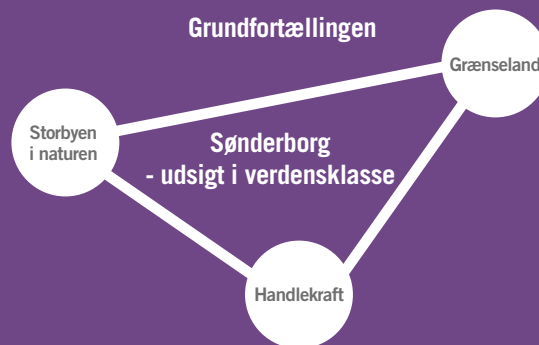 Grundfortællingen
Grænseland
Storbyen
i naturen
Sønderborg
- udsigt i verdensklasse
Handlekraft